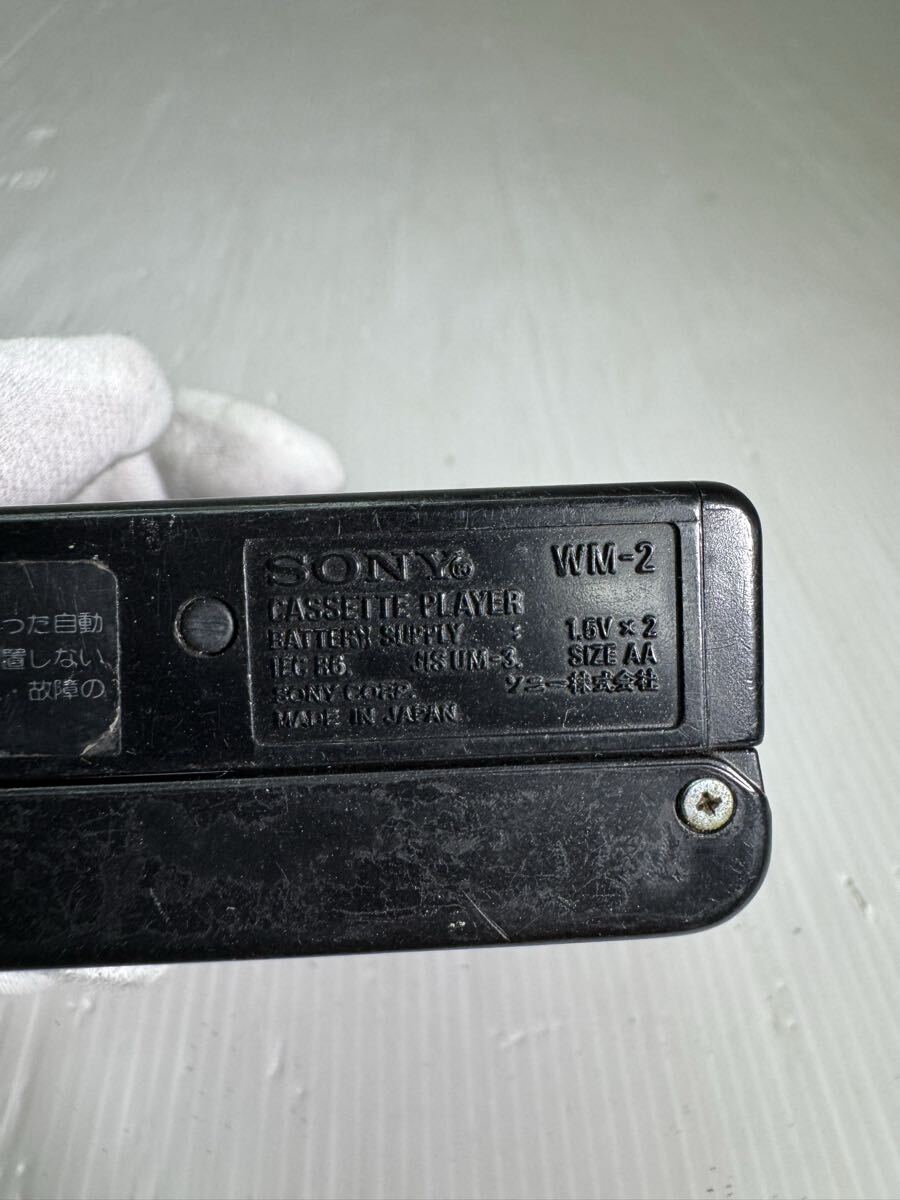 った自動
置しない
故障の
SONY® WM-2
CASSETTE PLAYER
BATTERY SUPPLY : 1.5V × 2
IEC R6. JIS UM-3. SIZE AA
SONY CORP. ソニー株式会社
MADE IN JAPAN